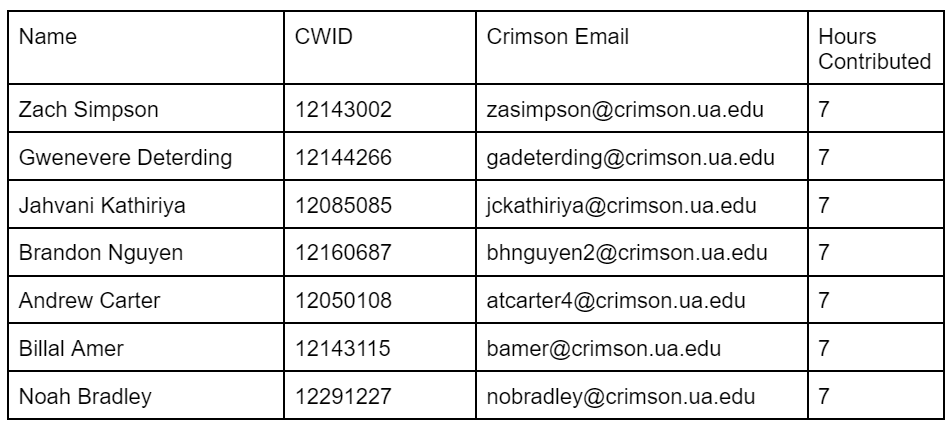 Name CWID Crimson Email Hours Contributed
Zach Simpson 12143002 zasimpson@crimson.ua.edu 7
Gwenevere Deterding 12144266 gadeterding@crimson.ua.edu 7
Jahvani Kathiriya 12085085 jckathiriya@crimson.ua.edu 7
Brandon Nguyen 12160687 bhnguyen2@crimson.ua.edu 7
Andrew Carter 12050108 atcarter4@crimson.ua.edu 7
Billal Amer 12143115 bamer@crimson.ua.edu 7
Noah Bradley 12291227 nobradley@crimson.ua.edu 7